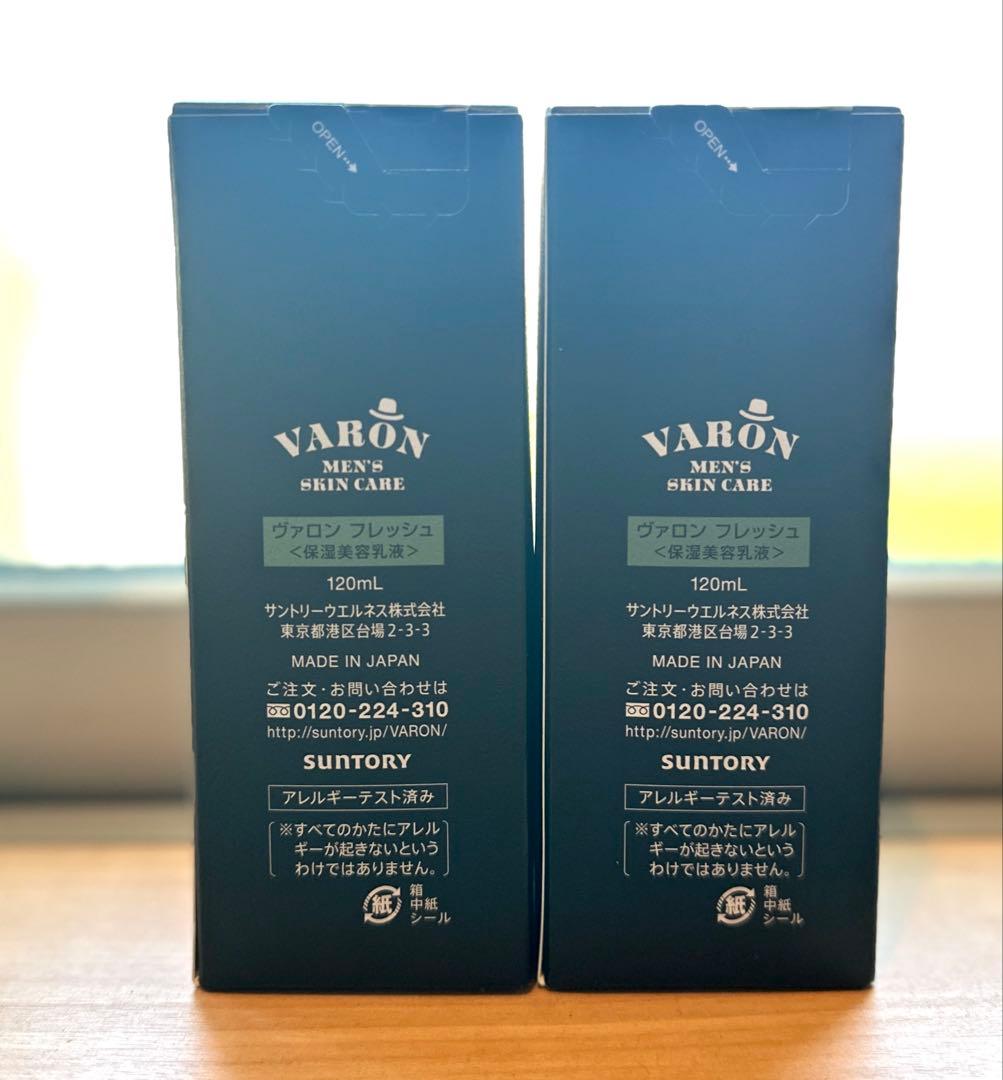 OPEN
VARON
MEN'S
SKIN CARE
ヴァロン フレッシュ
<保湿美容乳液>
120mL
サントリーウエルネス株式会社
東京都港区台場2-3-3
MADE IN JAPAN
ご注文・お問い合わせは
0120-224-310
http://suntory.jp/VARON/
SUNTORY
アレルギーテスト済み
※すべてのかたにアレル
ギーが起きないという
わけではありません。
紙
箱
中紙
シール
OPEN
VARON
MEN'S
SKIN CARE
ヴァロン フレッシュ
<保湿美容乳液>
120mL
サントリーウエルネス株式会社
東京都港区台場2-3-3
MADE IN JAPAN
ご注文・お問い合わせは
0120-224-310
http://suntory.jp/VARON/
SUNTORY
アレルギーテスト済み
※すべてのかたにアレル
ギーが起きないという
わけではありません。
紙
箱
中紙
シール